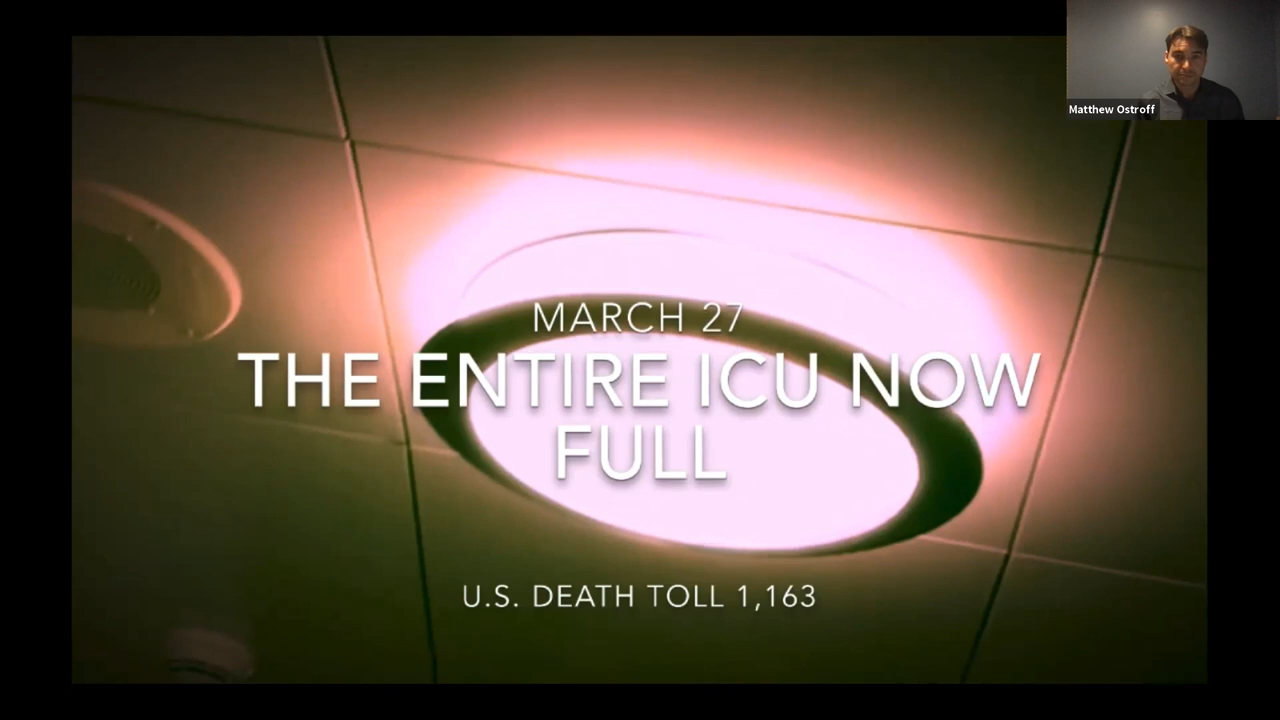 Matthew Ostroff
MARCH 27
THE ENTIRE ICU NOW
FULL
U.S. DEATH TOLL 1,163